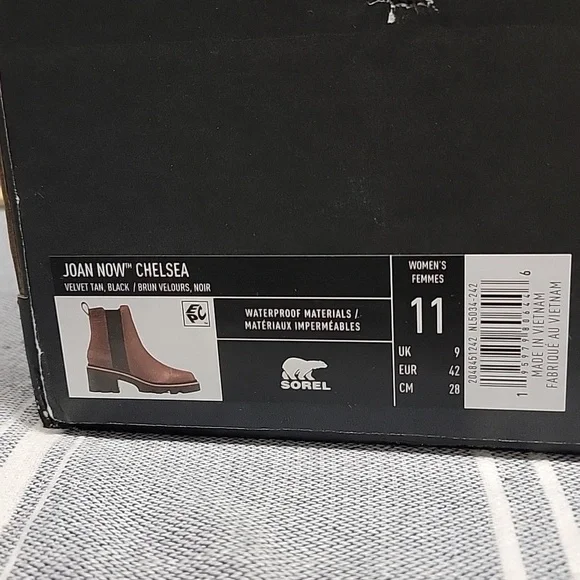 JOAN NOW™ CHELSEA
VELVET TAN, BLACK / BRUN VELOURS, NOIR
WATERPROOF MATERIALS /
MATÉRIAUX IMPERMÉABLES
SOREL
WOMEN'S
FEMMES
11
UK 9
EUR 42
CM 28
2048451242 NL5034-242
MADE IN VIETNAM
FABRIQUÉ AU VIETNAM